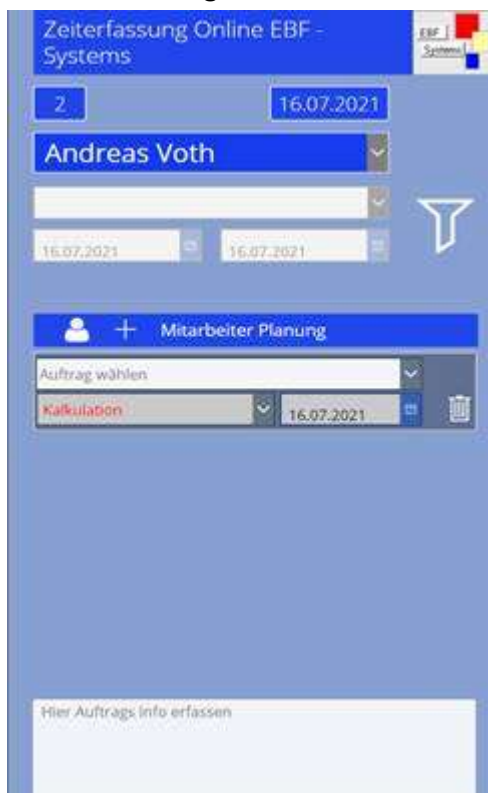 Zeiterfassung Online EBF -
Systems
EBF
Systems
2
16.07.2021
Andreas Voth
16.07.2021
16.07.2021
Mitarbeiter Planung
Auftrag wählen
Kalkulation
16.07.2021
Hier Auftrags info erfassen